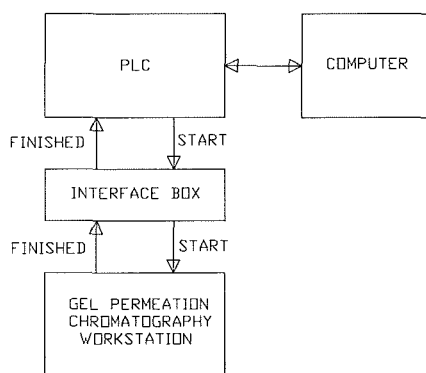 PLC
COMPUTER
FINISHED
START
INTERFACE BOX
FINISHED
START
GEL PERMEATION
CHROMATOGRAPHY
WORKSTATION